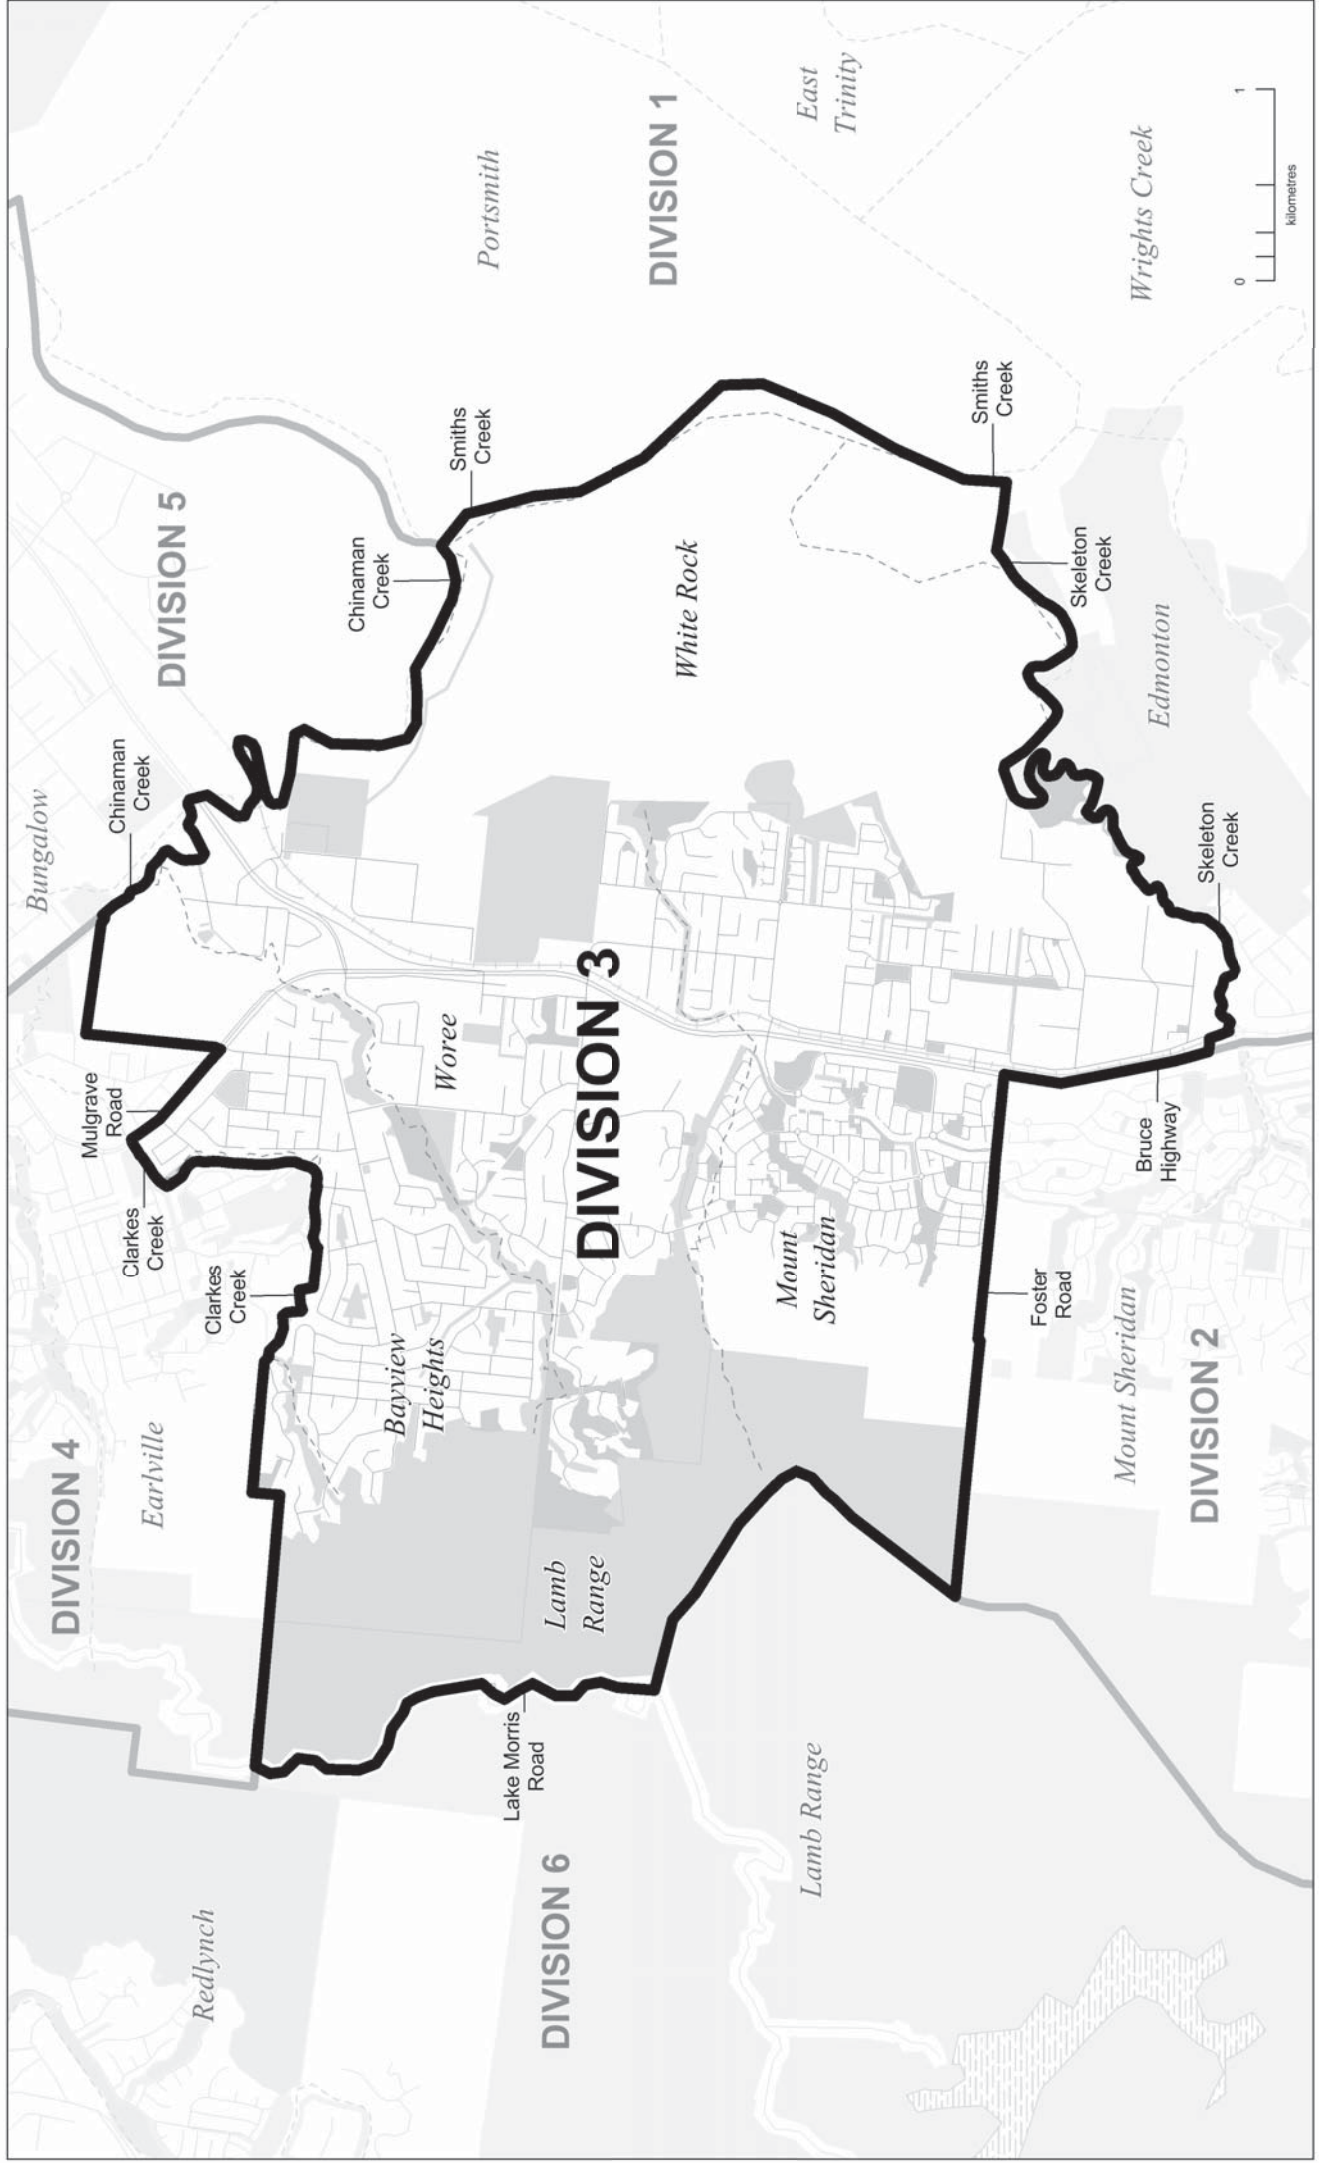 DIVISION 4
Earlville
Redlynch
DIVISION 6
Lamb Range
Lake Morris
Road
Lamb
Range
Bayview
Heights
Clarkes
Creek
Clarkes
Creek
Mulgrave
Road
Bungalow
Chinaman
Creek
DIVISION 5
Chinaman
Creek
Smiths
Creek
Portsmith
DIVISION 1
East
Trinity
Wrights Creek
Woree
DIVISION 3
White Rock
Mount
Sheridan
Smiths
Creek
Skeleton
Creek
Edmonton
Skeleton
Creek
Bruce
Highway
Foster
Road
Mount Sheridan
DIVISION 2
0 1
kilometres